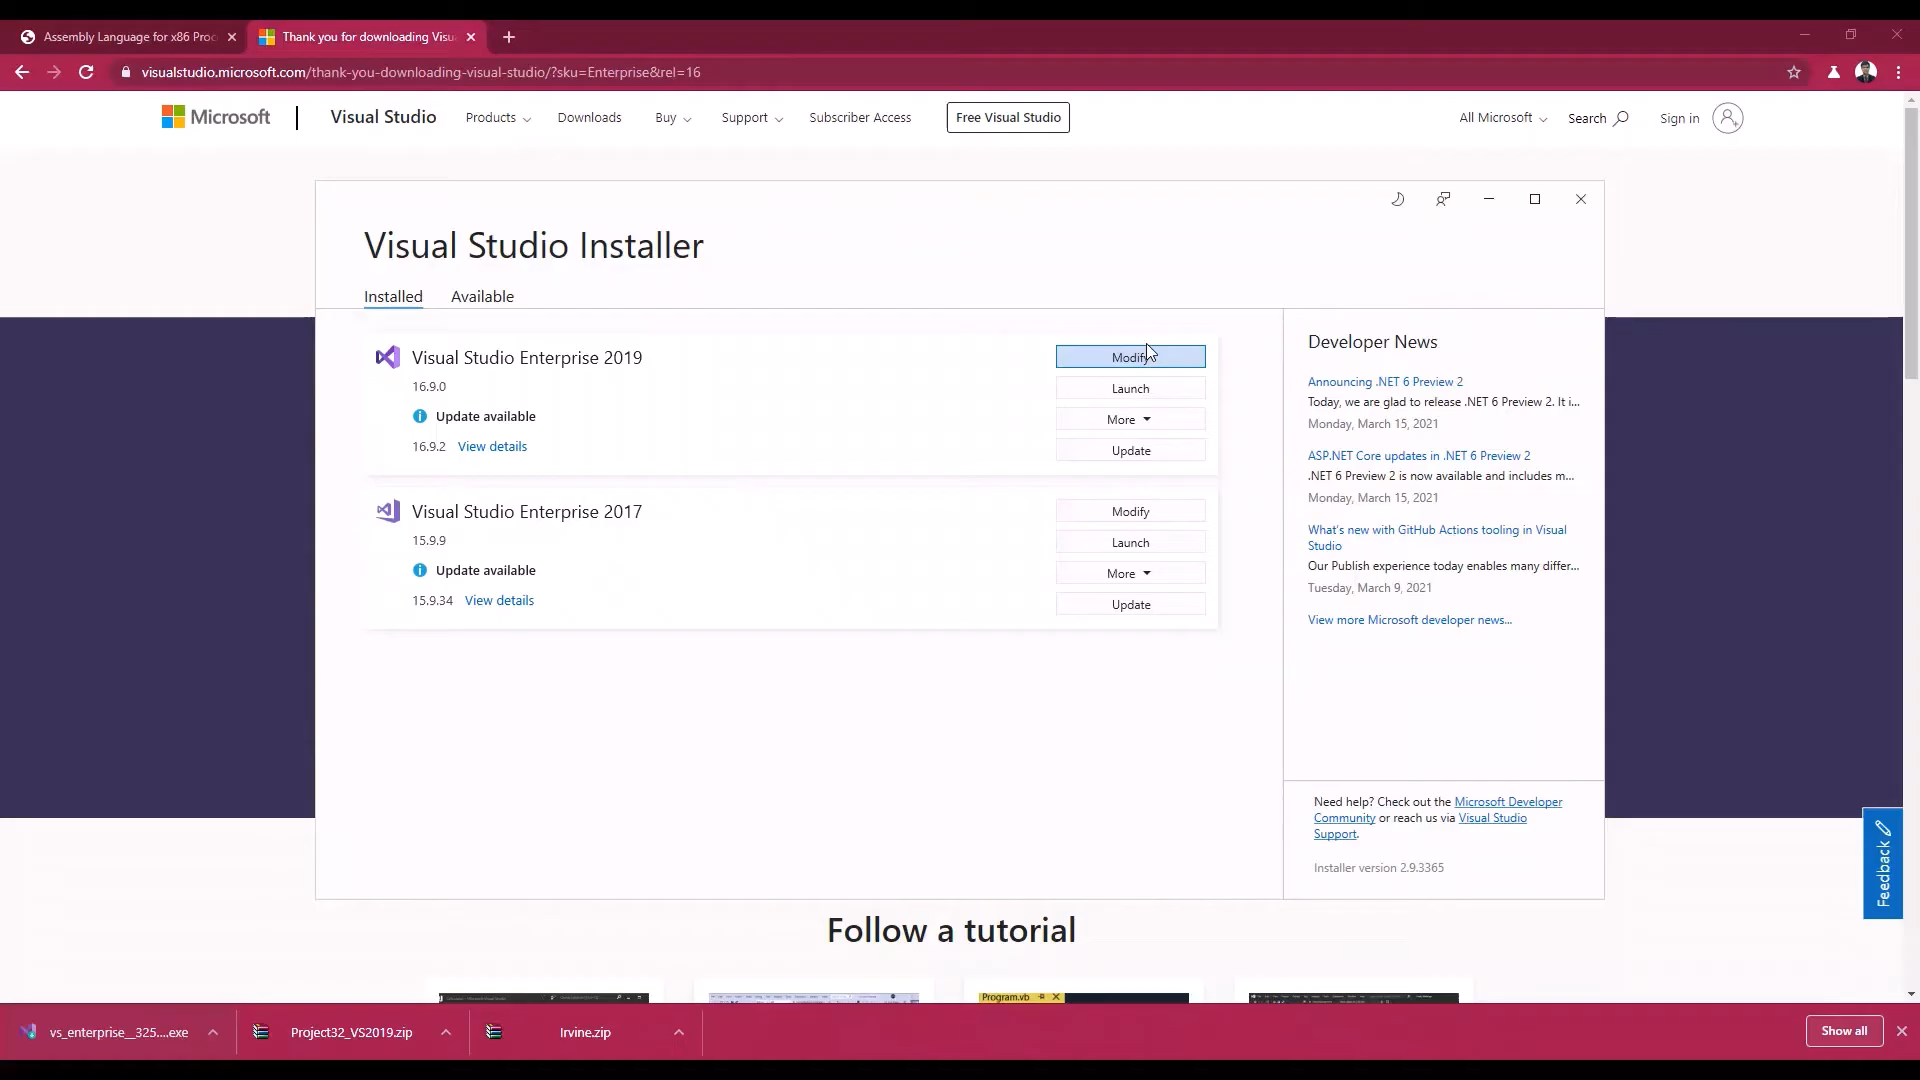 Assembly Language for x86 Proc
Thank you for downloading Visu
visualstudio.microsoft.com/thank-you-downloading-visual-studio/?sku=Enterprise&rel=16
Microsoft
Visual Studio
Products
Downloads
Buy
Support
Subscriber Access
Free Visual Studio
All Microsoft
Search
Sign in
Visual Studio Installer
Installed
Available
Visual Studio Enterprise 2019
16.9.0
Update available
16.9.2 View details
Modify
Launch
More
Update
Visual Studio Enterprise 2017
15.9.9
Update available
15.9.34 View details
Modify
Launch
More
Update
Developer News
Announcing .NET 6 Preview 2
Today, we are glad to release .NET 6 Preview 2. It i...
Monday, March 15, 2021
ASP.NET Core updates in .NET 6 Preview 2
.NET 6 Preview 2 is now available and includes m...
Monday, March 15, 2021
What's new with GitHub Actions tooling in Visual
Studio
Our Publish experience today enables many differ...
Tuesday, March 9, 2021
View more Microsoft developer news...
Need help? Check out the Microsoft Developer
Community or reach us via Visual Studio
Support.
Installer version 2.9.3365
Feedback
Follow a tutorial
Program.vb
vs_enterprise__325....exe
Project32_VS2019.zip
Irvine.zip
Show all